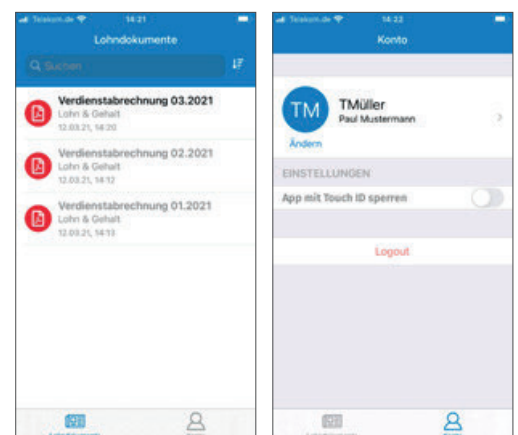 Telekom.de 14:21
Lohndokumente
Suchen
Verdienstabrechnung 03.2021
Lohn & Gehalt
12.03.21, 14:20
Verdienstabrechnung 02.2021
Lohn & Gehalt
12.03.21, 14:12
Verdienstabrechnung 01.2021
Lohn & Gehalt
12.03.21, 14:13
Lohndokumente
Telekom.de 14:22
Konto
TM
TMüller
Paul Mustermann
Ändern
EINSTELLUNGEN
App mit Touch ID sperren
Logout